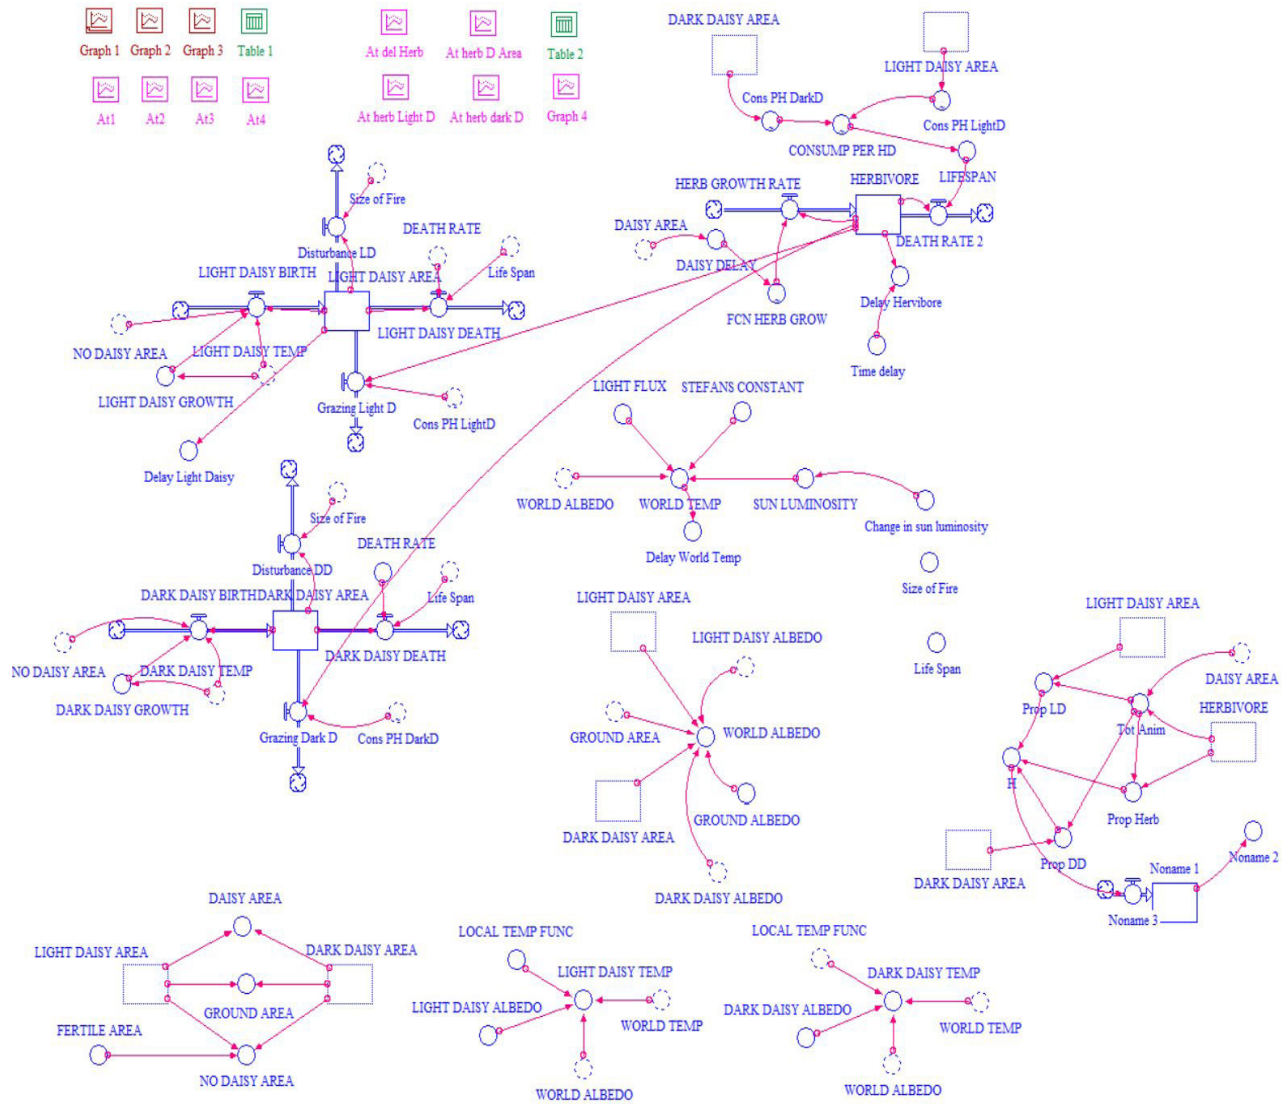 Graph 1
Graph 2
Graph 3
Table 1
At del Herb
At herb D Area
Table 2
At1
At2
At3
At4
At herb Light D
At herb dark D
Graph 4
DARK DAISY AREA
LIGHT DAISY AREA
Cons PH DarkD
Cons PH LightD
CONSUMP PER HD
LIFESPAN
HERB GROWTH RATE
HERBIVORE
DEATH RATE 2
DAISY AREA
DAISY DELAY
FCN HERB GROW
Delay Hervibore
Time delay
Size of Fire
Disturbance LD
DEATH RATE
Life Span
LIGHT DAISY BIRTH
LIGHT DAISY AREA
LIGHT DAISY DEATH
NO DAISY AREA
LIGHT DAISY TEMP
LIGHT DAISY GROWTH
Grazing Light D
Cons PH LightD
Delay Light Daisy
LIGHT FLUX
STEFANS CONSTANT
WORLD ALBEDO
WORLD TEMP
SUN LUMINOSITY
Change in sun luminosity
Delay World Temp
Size of Fire
Life Span
Size of Fire
Disturbance DD
DEATH RATE
Life Span
DARK DAISY BIRTH
DARK DAISY AREA
DARK DAISY DEATH
NO DAISY AREA
DARK DAISY TEMP
DARK DAISY GROWTH
Grazing Dark D
Cons PH DarkD
LIGHT DAISY AREA
LIGHT DAISY ALBEDO
GROUND AREA
WORLD ALBEDO
DARK DAISY AREA
GROUND ALBEDO
DARK DAISY ALBEDO
LIGHT DAISY AREA
DAISY AREA
Prop LD
Tot Anim
HERBIVORE
H
Prop Herb
Prop DD
DARK DAISY AREA
Noname 1
Noname 2
Noname 3
DAISY AREA
LIGHT DAISY AREA
DARK DAISY AREA
GROUND AREA
FERTILE AREA
NO DAISY AREA
LOCAL TEMP FUNC
LIGHT DAISY TEMP
LIGHT DAISY ALBEDO
WORLD TEMP
WORLD ALBEDO
LOCAL TEMP FUNC
DARK DAISY TEMP
DARK DAISY ALBEDO
WORLD TEMP
WORLD ALBEDO